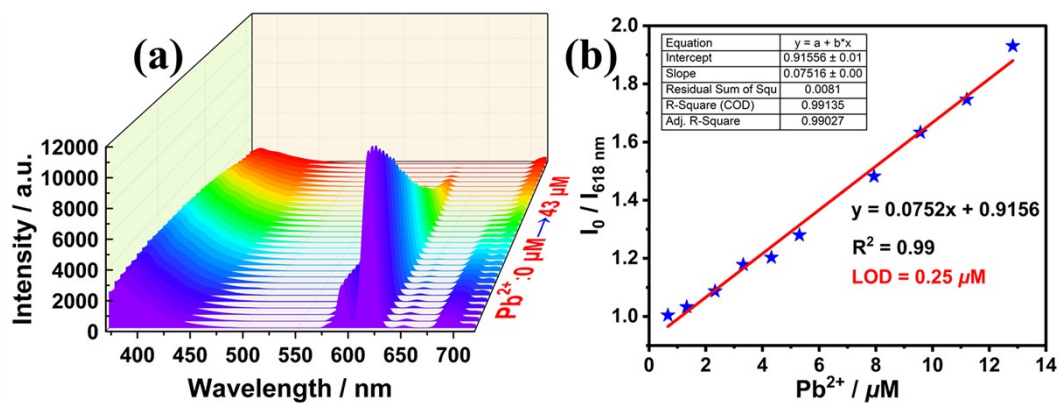 (a)
12000
10000
8000
6000
4000
2000
0
Intensity / a.u.
400 450 500 550 600 650 700
Wavelength / nm
Pb²⁺:0 μM→43 μM
(b)
Equation y = a + b*x
Intercept 0.91556 ± 0.01
Slope 0.07516 ± 0.00
Residual Sum of Squ 0.0081
R-Square (COD) 0.99135
Adj. R-Square 0.99027
2.0
1.8
1.6
1.4
1.2
1.0
I₀ / I₆₁₈ ₙₘ
y = 0.0752x + 0.9156
R² = 0.99
LOD = 0.25 μM
0 2 4 6 8 10 12 14
Pb²⁺ / μM